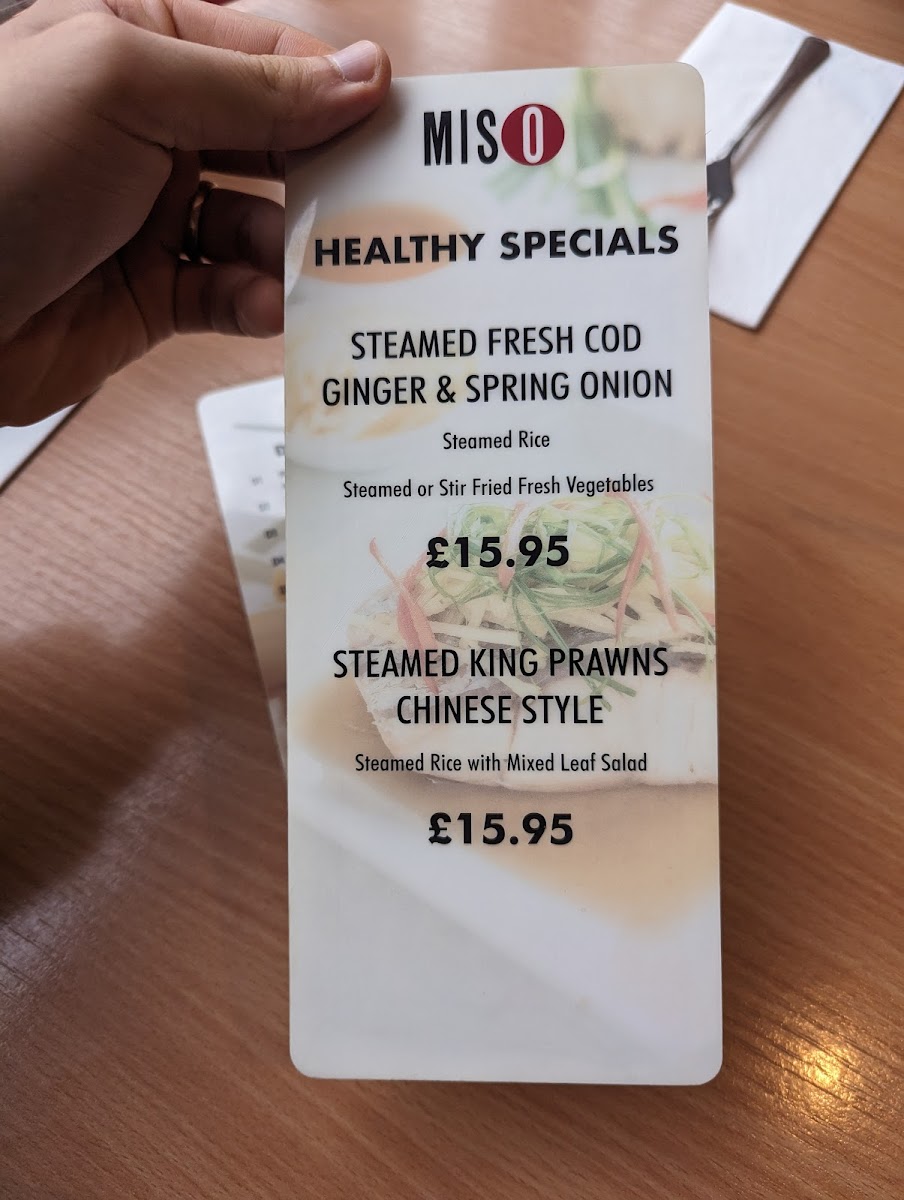 MISO
HEALTHY SPECIALS
STEAMED FRESH COD
GINGER & SPRING ONION
Steamed Rice
Steamed or Stir Fried Fresh Vegetables
£15.95
STEAMED KING PRAWNS
CHINESE STYLE
Steamed Rice with Mixed Leaf Salad
£15.95